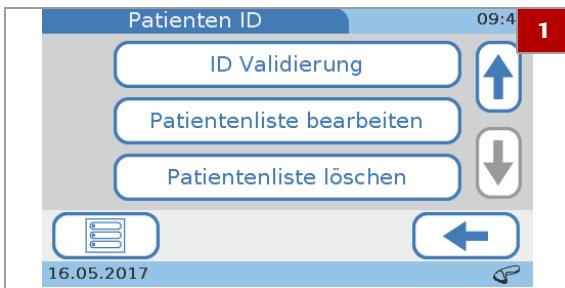 Patienten ID 09:4
1
ID Validierung
Patientenliste bearbeiten
Patientenliste löschen
16.05.2017